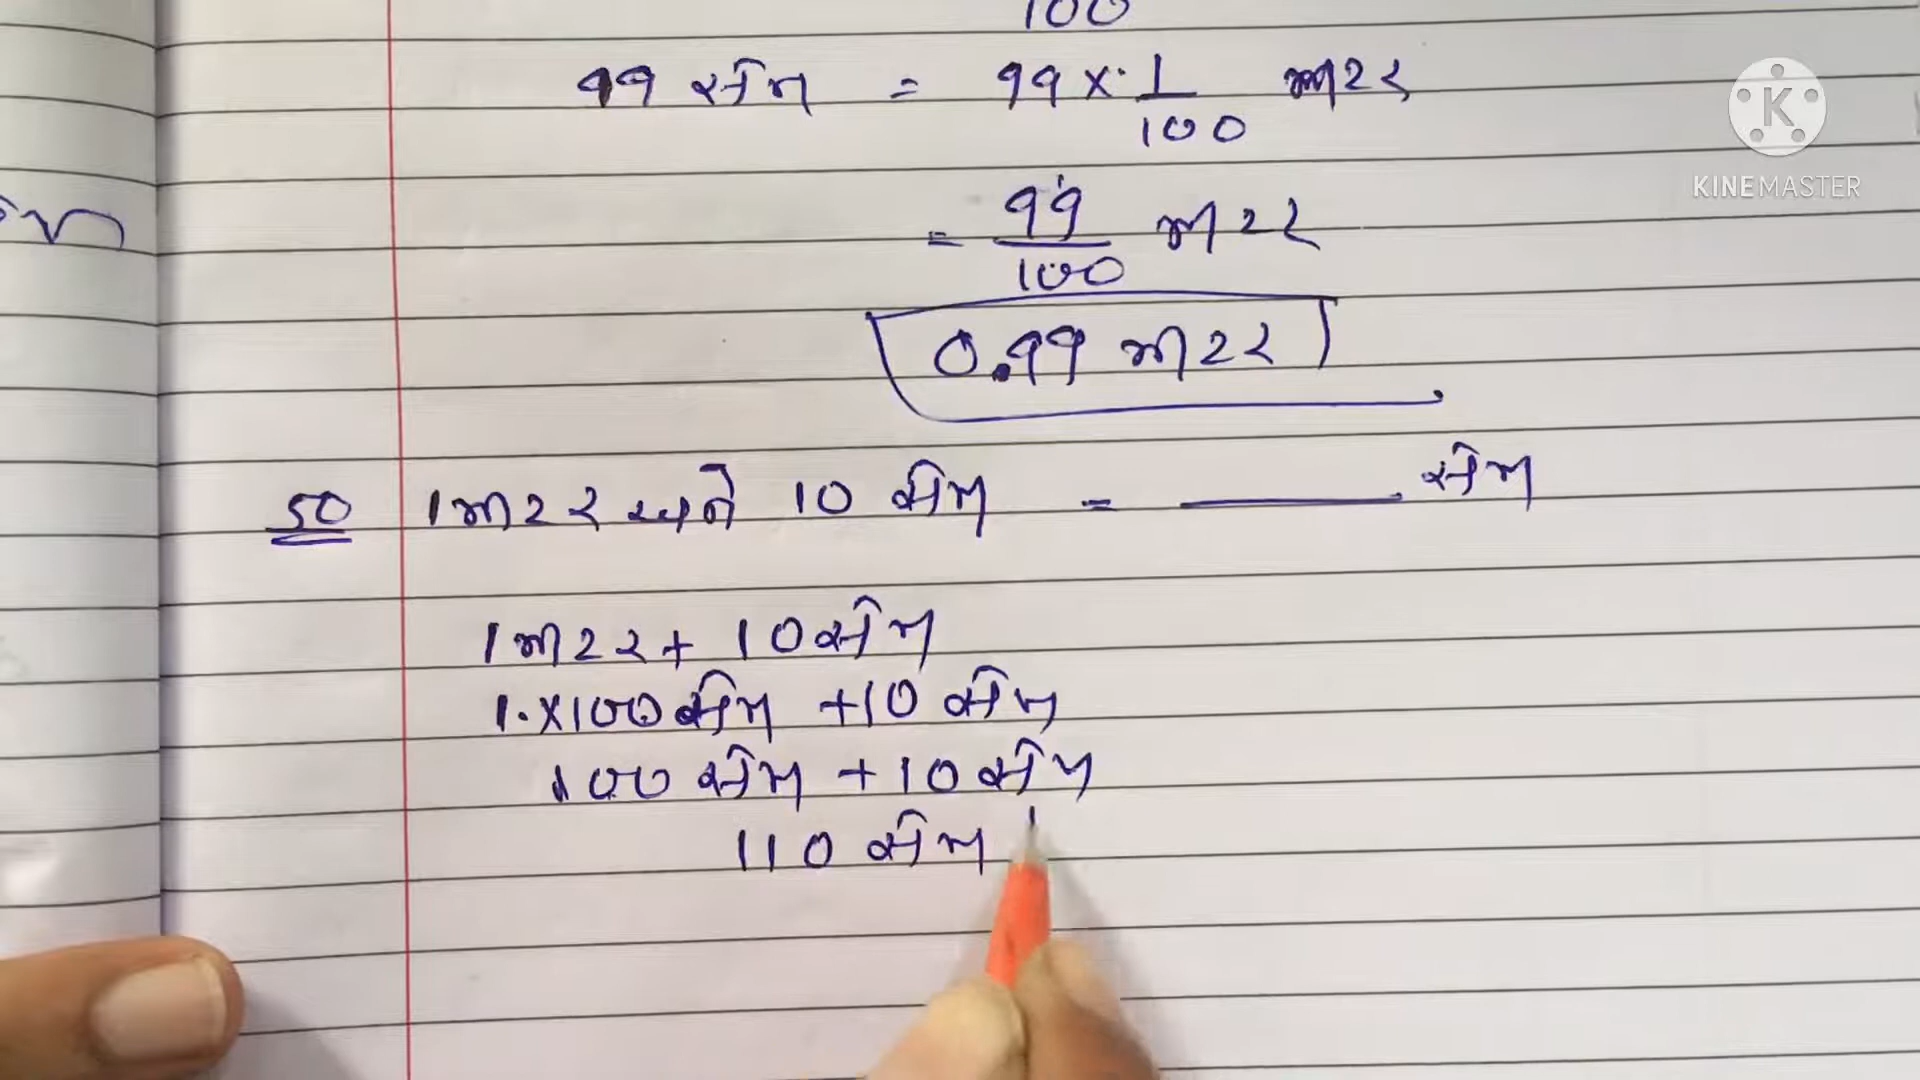 100
99 સેમી = 99 × 1/100 મીટર
= 99/100 મીટર
0.99 મીટર
50 1 મીટર અને 10 સેમી = ______ સેમી
1 મીટર + 10 સેમી
1 × 100 સેમી + 10 સેમી
100 સેમી + 10 સેમી
110 સેમી
KINEMASTER